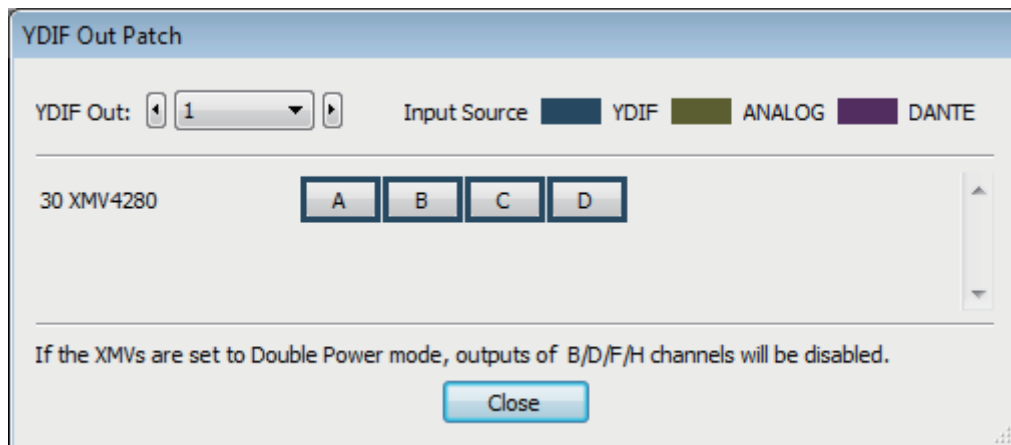 YDIF Out Patch
YDIF Out: 1 Input Source YDIF ANALOG DANTE
30 XMV4280 A B C D
If the XMVs are set to Double Power mode, outputs of B/D/F/H channels will be disabled.
Close